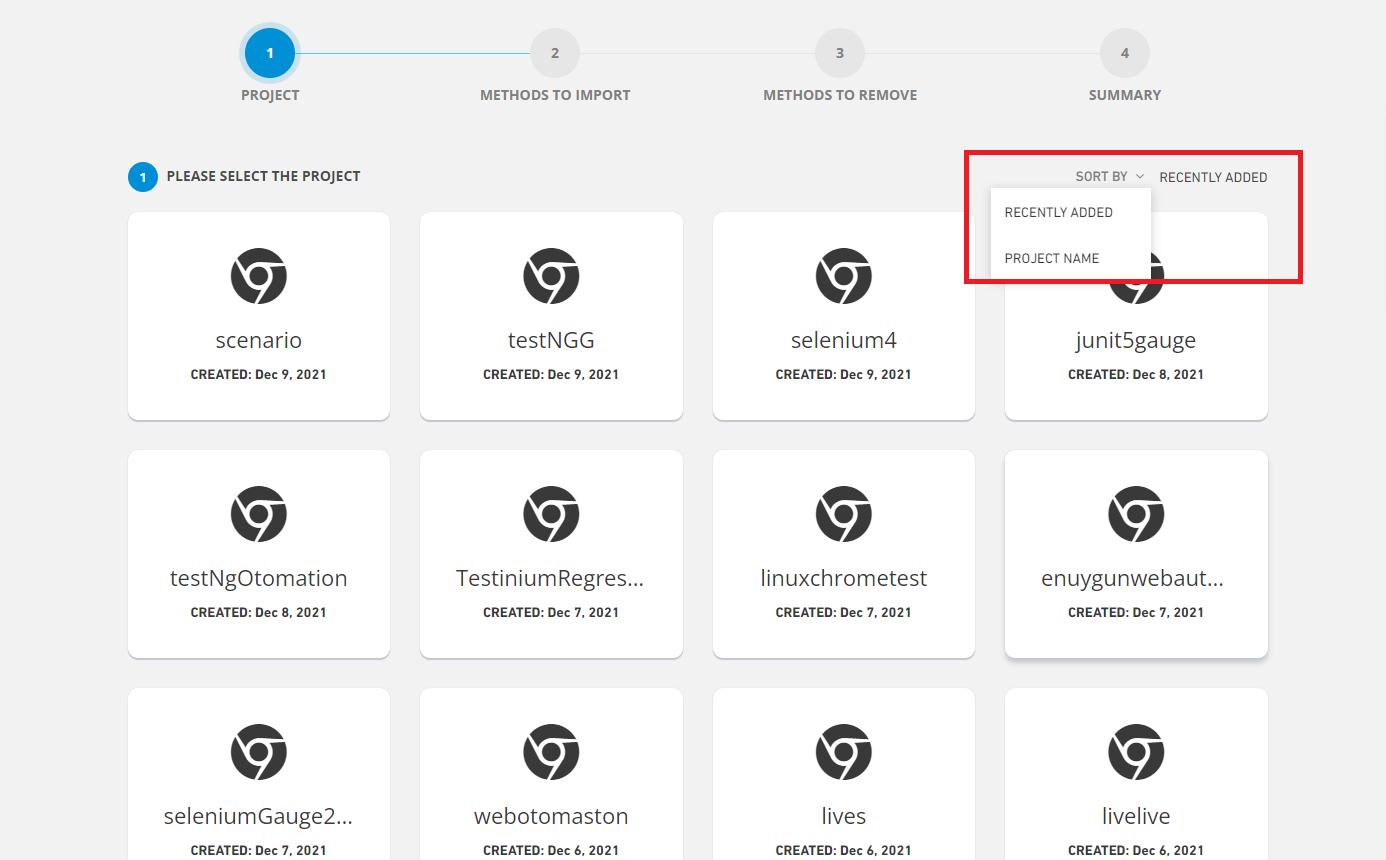 1
2
3
4
PROJECT
METHODS TO IMPORT
METHODS TO REMOVE
SUMMARY
1 PLEASE SELECT THE PROJECT
SORT BY RECENTLY ADDED
RECENTLY ADDED
PROJECT NAME
scenario
CREATED: Dec 9, 2021
testNGG
CREATED: Dec 9, 2021
selenium4
CREATED: Dec 9, 2021
junit5gauge
CREATED: Dec 8, 2021
testNgOtomation
CREATED: Dec 8, 2021
TestiniumRegres...
CREATED: Dec 7, 2021
linuxchrometest
CREATED: Dec 7, 2021
enuygunwebaut...
CREATED: Dec 7, 2021
seleniumGauge2...
CREATED: Dec 7, 2021
webotomaston
CREATED: Dec 6, 2021
lives
CREATED: Dec 6, 2021
livelive
CREATED: Dec 6, 2021